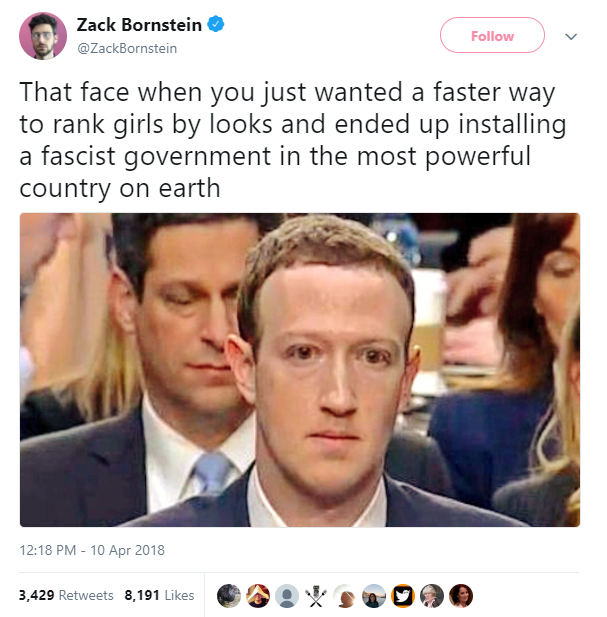 Zack Bornstein
@ZackBornstein
Follow
That face when you just wanted a faster way
to rank girls by looks and ended up installing
a fascist government in the most powerful
country on earth
12:18 PM - 10 Apr 2018
3,429 Retweets 8,191 Likes